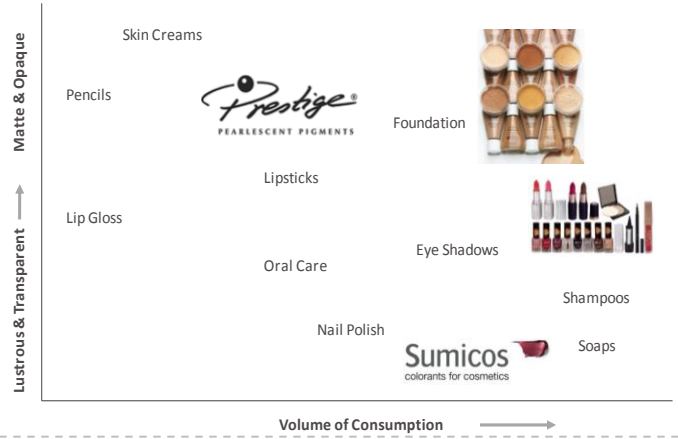 Skin Creams
Matte & Opaque
Pencils
Prestige®
PEARLESCENT PIGMENTS
Foundation
Lipsticks
Lip Gloss
Eye Shadows
Oral Care
Lustrous & Transparent
Shampoos
Nail Polish
Sumicos
colorants for cosmetics
Soaps
Volume of Consumption